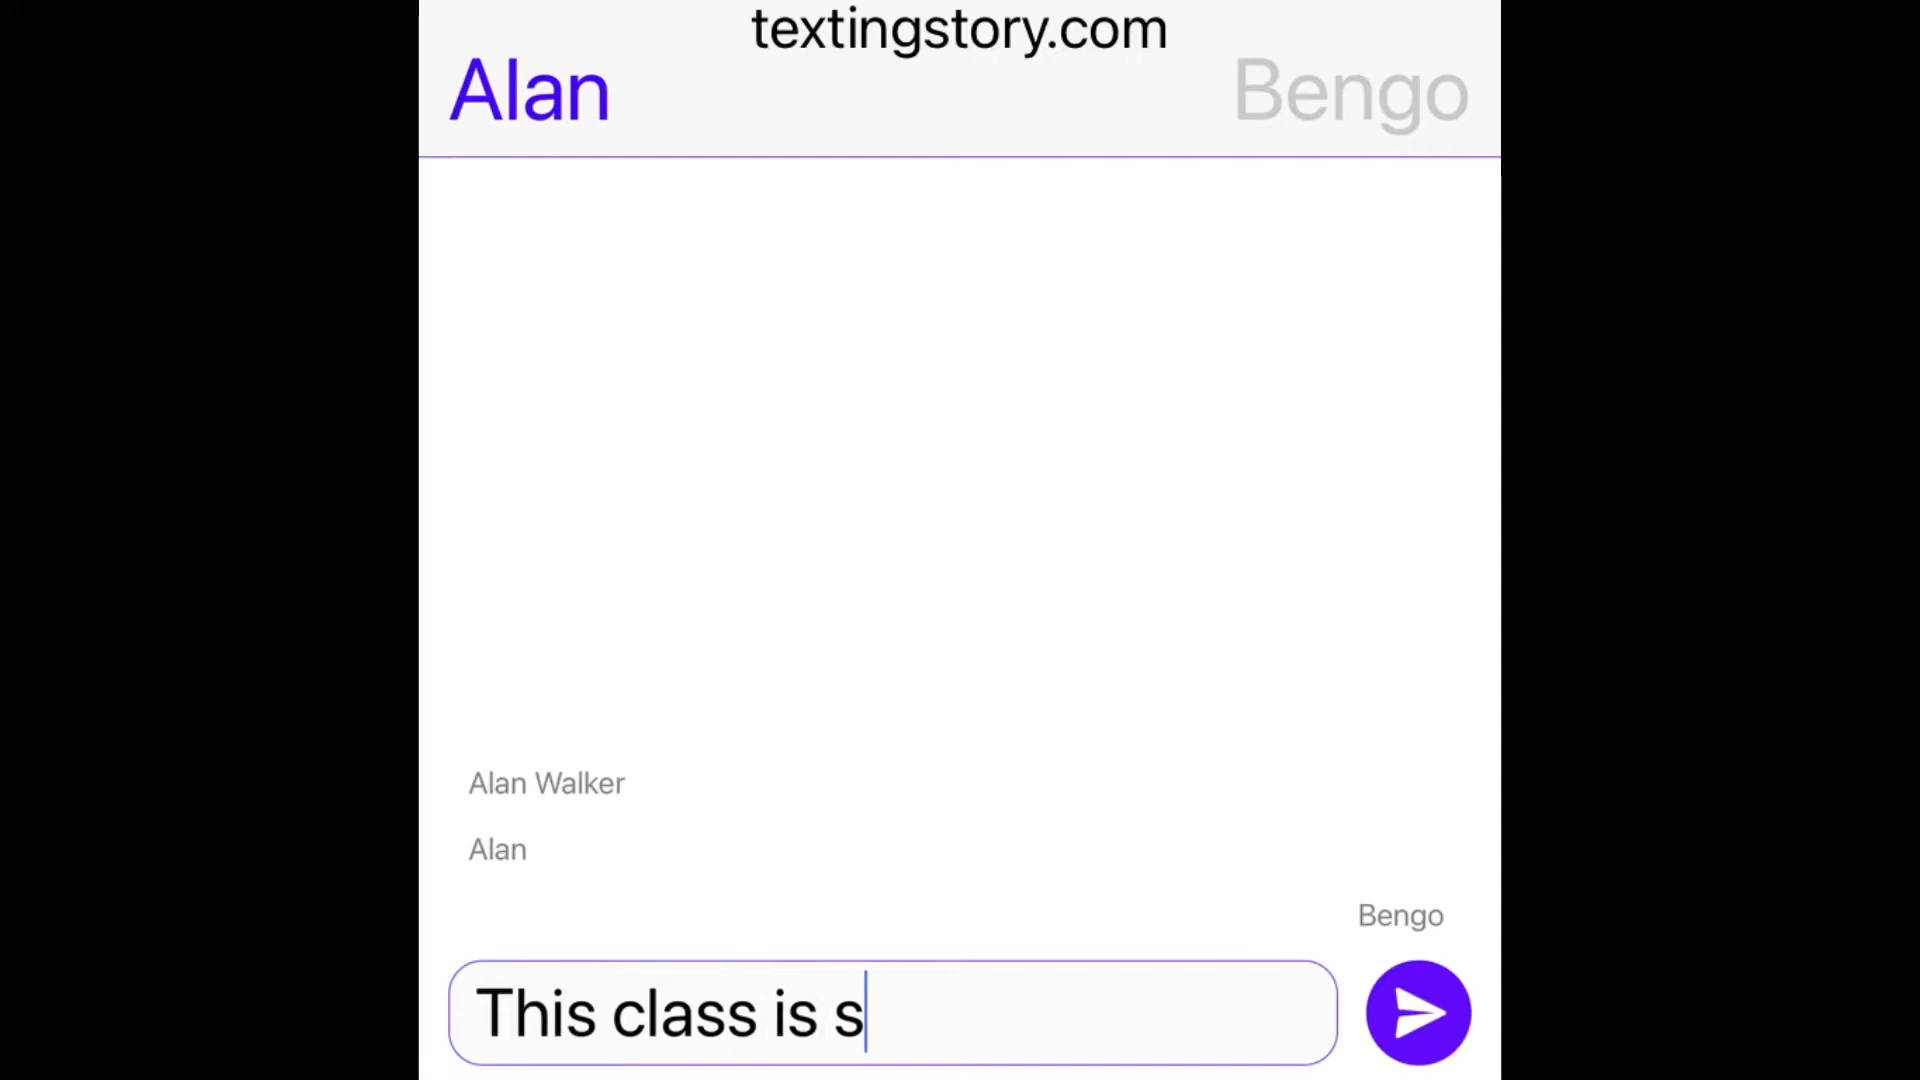 textingstory.com
Alan Bengo
Alan Walker
Alan
Bengo
This class is s